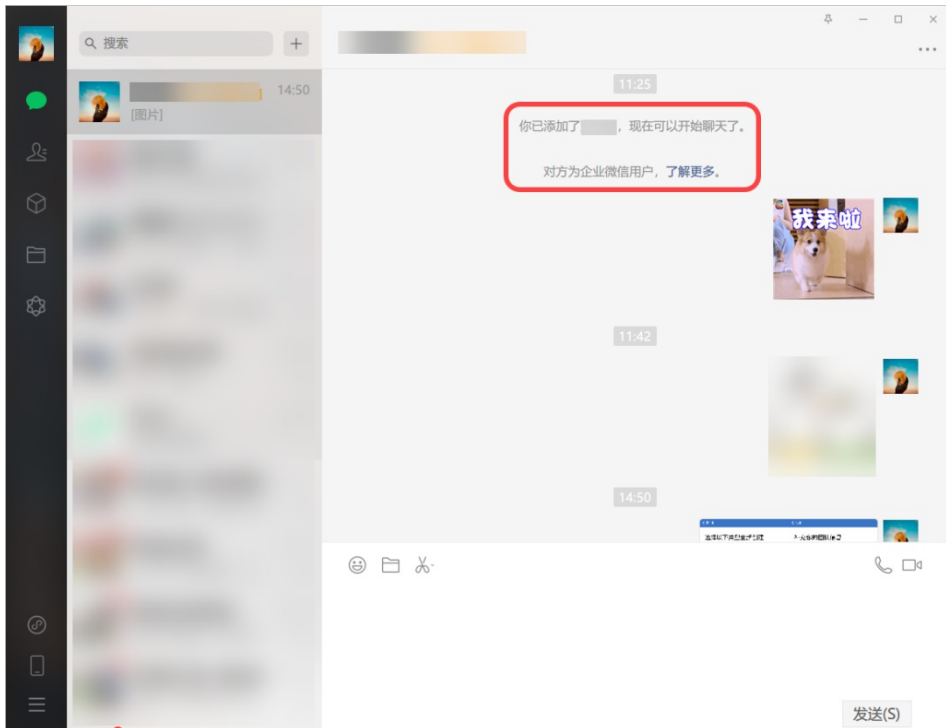 搜索
14:50
[图片]
11:25
你已添加了 ，现在可以开始聊天了。
对方为企业微信用户，了解更多。
我来啦
11:42
14:50
发送(S)